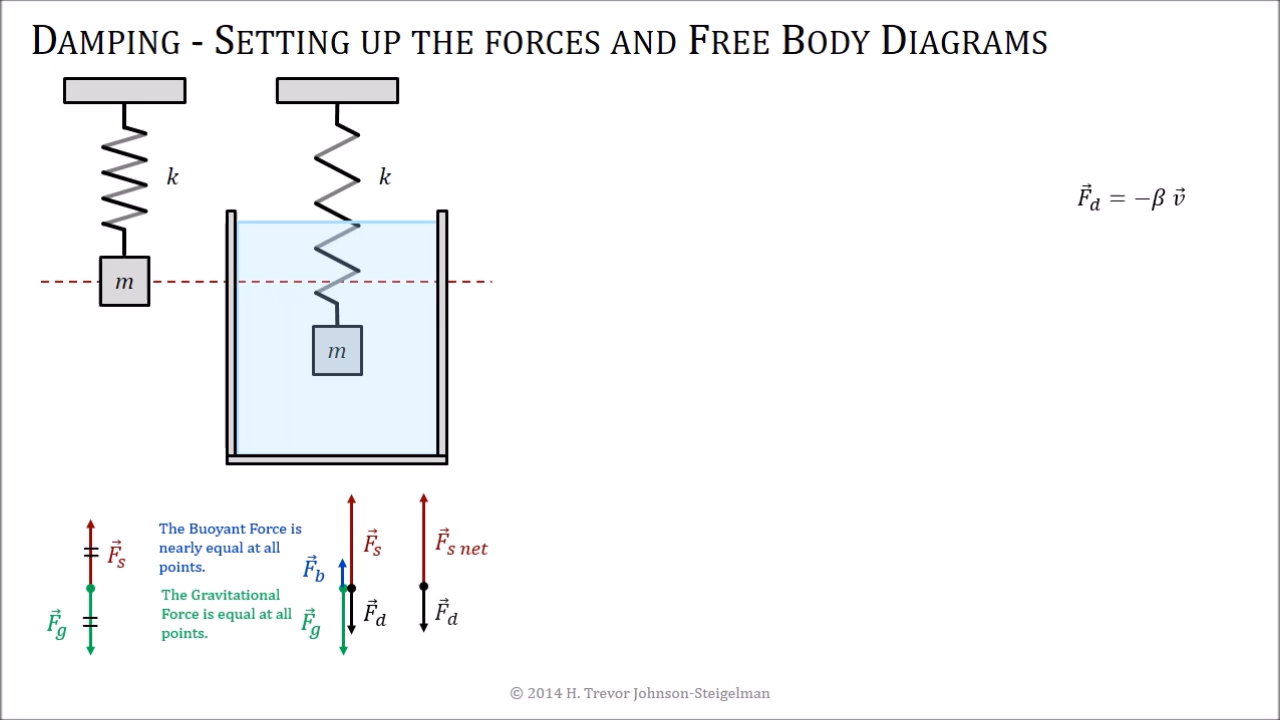 DAMPING - SETTING UP THE FORCES AND FREE BODY DIAGRAMS
k
k
F⃗d = −β v⃗
m
m
The Buoyant Force is
nearly equal at all
points.
The Gravitational
Force is equal at all
points.
F⃗s
F⃗g
F⃗b
F⃗g
F⃗s
F⃗d
F⃗s net
F⃗d
© 2014 H. Trevor Johnson-Steigelman